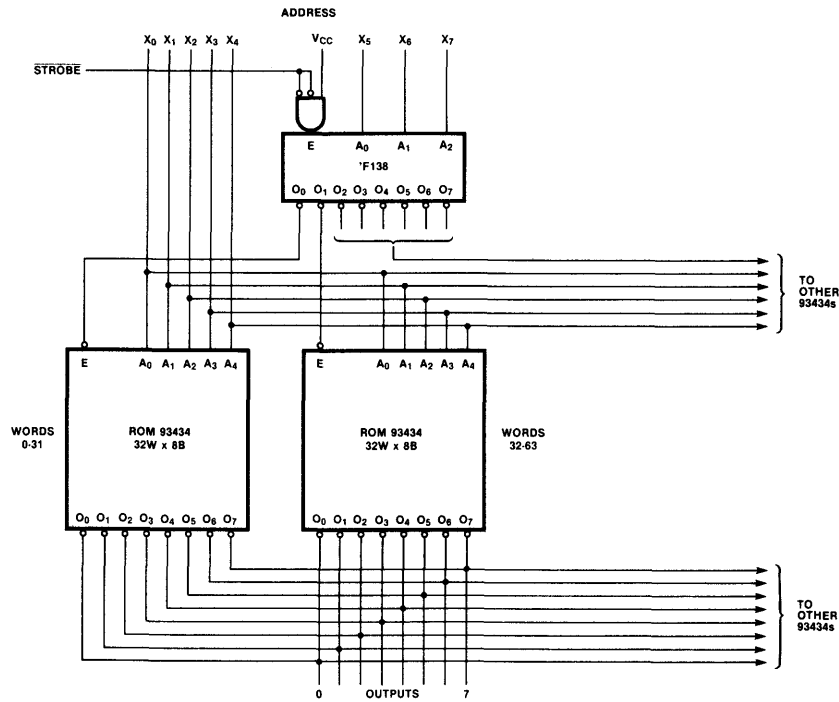 ADDRESS
X0 X1 X2 X3 X4 VCC X5 X6 X7
STROBE
E A0 A1 A2
'F138
O0 O1 O2 O3 O4 O5 O6 O7
TO
OTHER
93434s
E A0 A1 A2 A3 A4 E A0 A1 A2 A3 A4
WORDS
0-31
ROM 93434
32W x 8B
ROM 93434
32W x 8B
WORDS
32-63
O0 O1 O2 O3 O4 O5 O6 O7 O0 O1 O2 O3 O4 O5 O6 O7
TO
OTHER
93434s
0 OUTPUTS 7